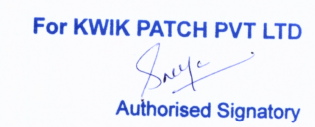 For KWIK PATCH PVT LTD
Authorised Signatory